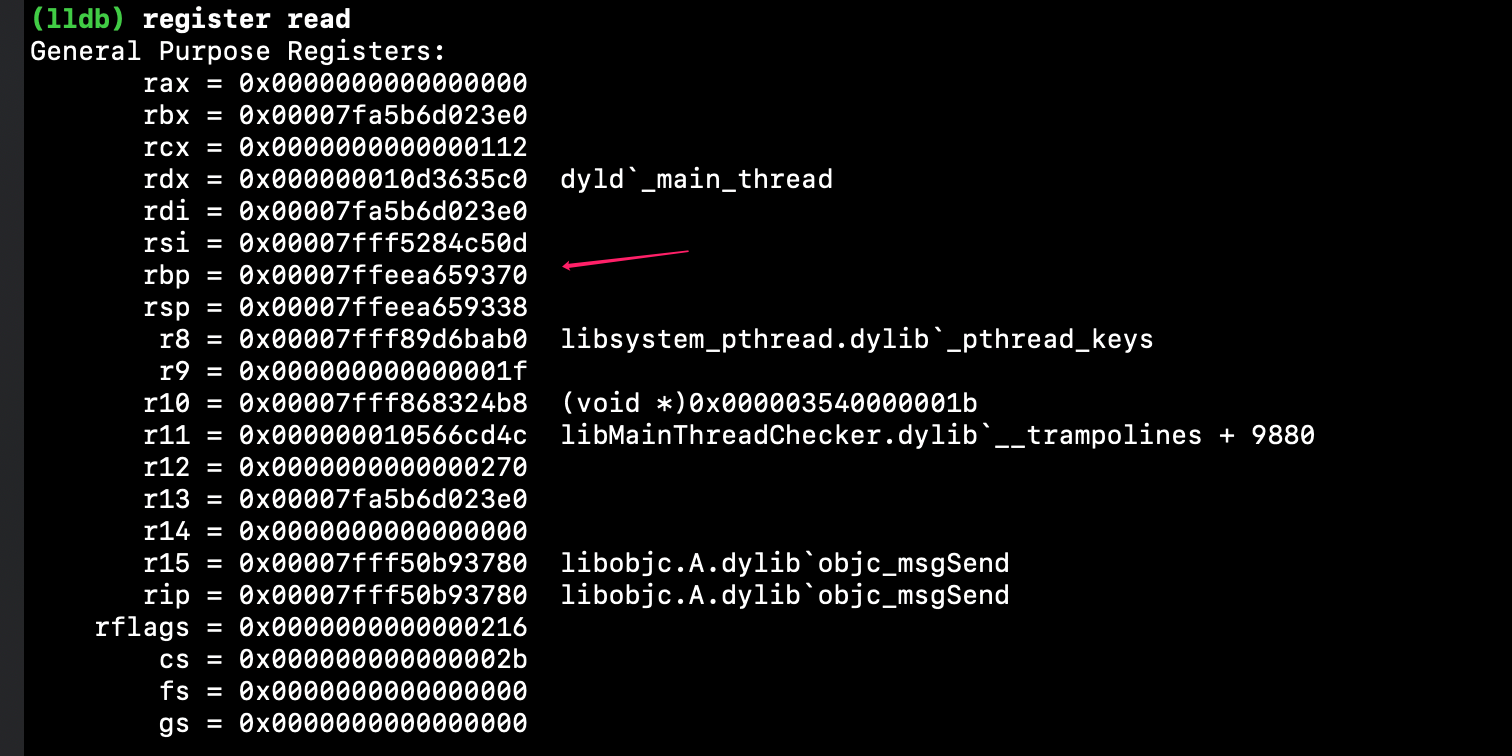 (lldb) register read
General Purpose Registers:
rax = 0x0000000000000000
rbx = 0x00007fa5b6d023e0
rcx = 0x0000000000000112
rdx = 0x000000010d3635c0  dyld`_main_thread
rdi = 0x00007fa5b6d023e0
rsi = 0x00007fff5284c50d
rbp = 0x00007ffeea659370
rsp = 0x00007ffeea659338
r8 = 0x00007fff89d6bab0  libsystem_pthread.dylib`_pthread_keys
r9 = 0x000000000000001f
r10 = 0x00007fff868324b8  (void *)0x000003540000001b
r11 = 0x000000010566cd4c  libMainThreadChecker.dylib`__trampolines + 9880
r12 = 0x0000000000000270
r13 = 0x00007fa5b6d023e0
r14 = 0x0000000000000000
r15 = 0x00007fff50b93780  libobjc.A.dylib`objc_msgSend
rip = 0x00007fff50b93780  libobjc.A.dylib`objc_msgSend
rflags = 0x0000000000000216
cs = 0x000000000000002b
fs = 0x0000000000000000
gs = 0x0000000000000000